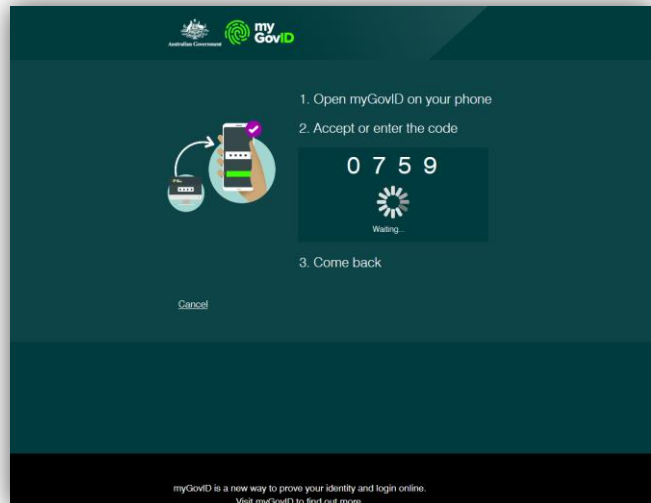 Australian Government
my
GovID
1. Open myGovID on your phone
2. Accept or enter the code
0 7 5 9
Waiting...
3. Come back
Cancel
myGovID is a new way to prove your identity and login online.
Visit myGovID to find out more.